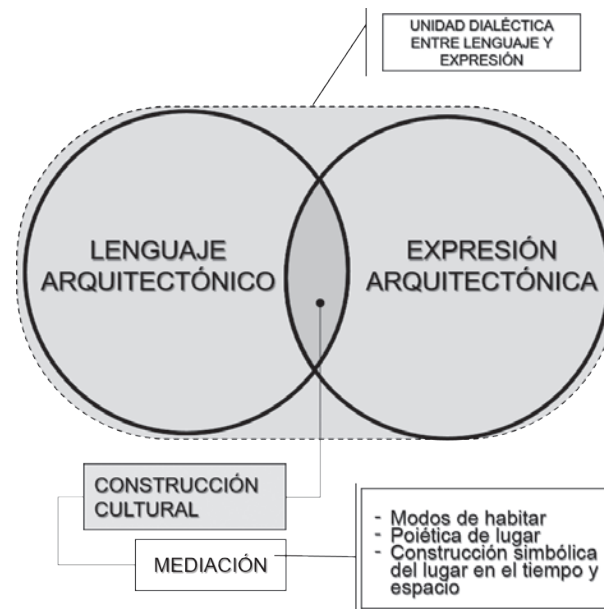 UNIDAD DIALÉCTICA
ENTRE LENGUAJE Y
EXPRESIÓN
LENGUAJE
ARQUITECTÓNICO
EXPRESIÓN
ARQUITECTÓNICA
CONSTRUCCIÓN
CULTURAL
MEDIACIÓN
- Modos de habitar
- Poiética de lugar
- Construcción simbólica
del lugar en el tiempo y
espacio